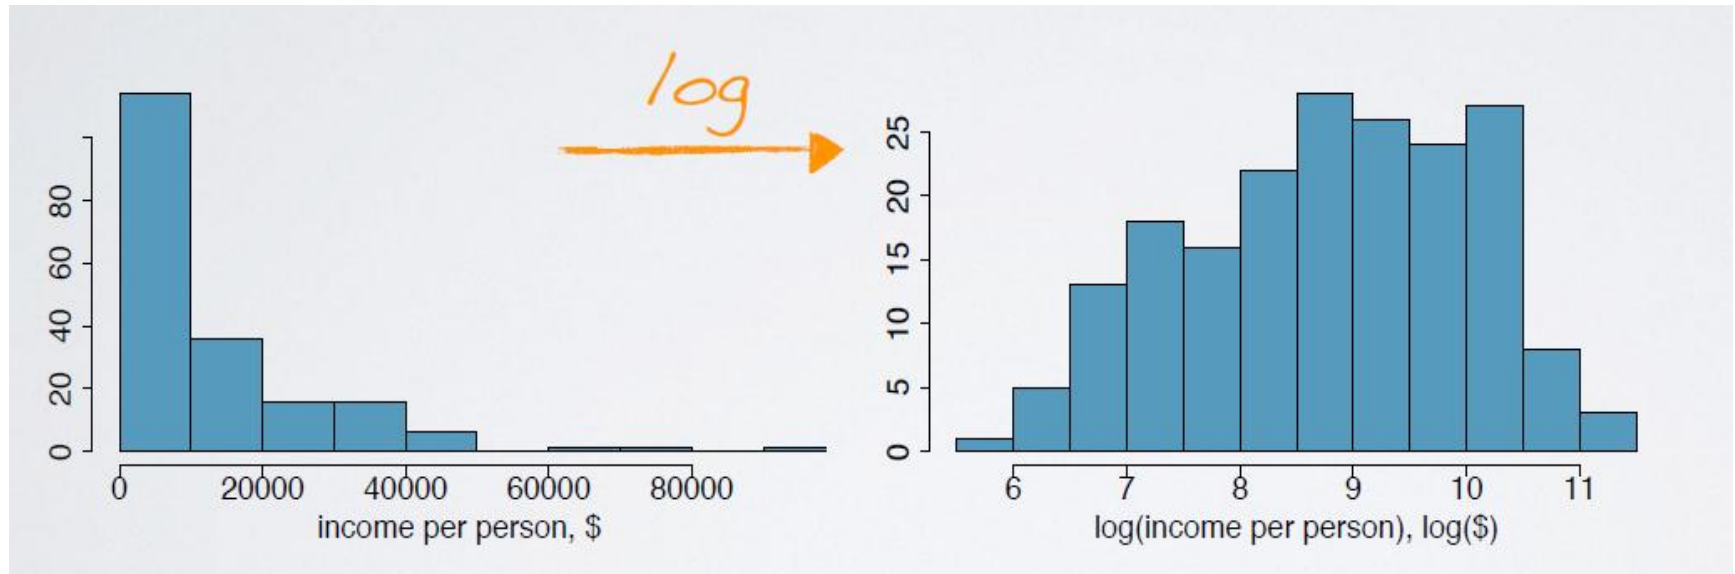 log
80
60
40
20
0
0 20000 40000 60000 80000
income per person, $
25
20
15
10
5
0
6 7 8 9 10 11
log(income per person), log($)